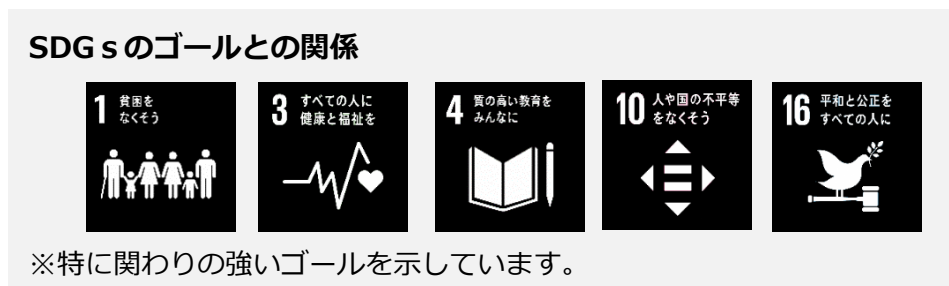 SDGｓのゴールとの関係
1 貧困を
なくそう
3 すべての人に
健康と福祉を
4 質の高い教育を
みんなに
10 人や国の不平等
をなくそう
16 平和と公正を
すべての人に
※特に関わりの強いゴールを示しています。